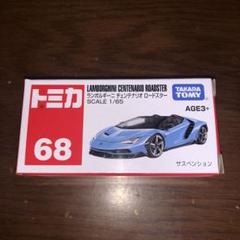 トミカ
68
LAMBORGHINI CENTENARIO ROADSTER
ランボルギーニ チェンテナリオ ロードスター
SCALE 1/65
TAKARA TOMY
AGE3+
サスペンション